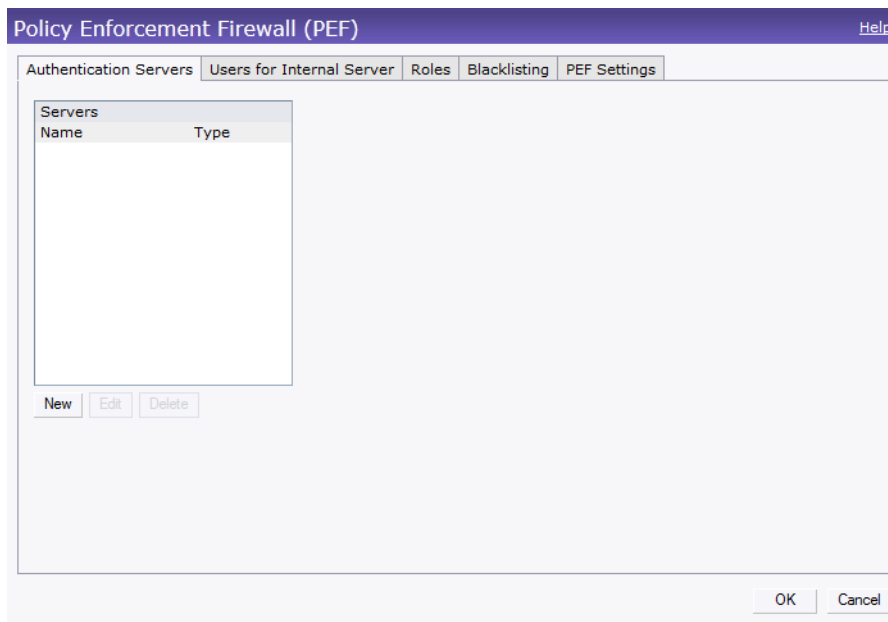 Policy Enforcement Firewall (PEF) Help
Authentication Servers Users for Internal Server Roles Blacklisting PEF Settings
Servers
Name Type
New Edit Delete
OK Cancel